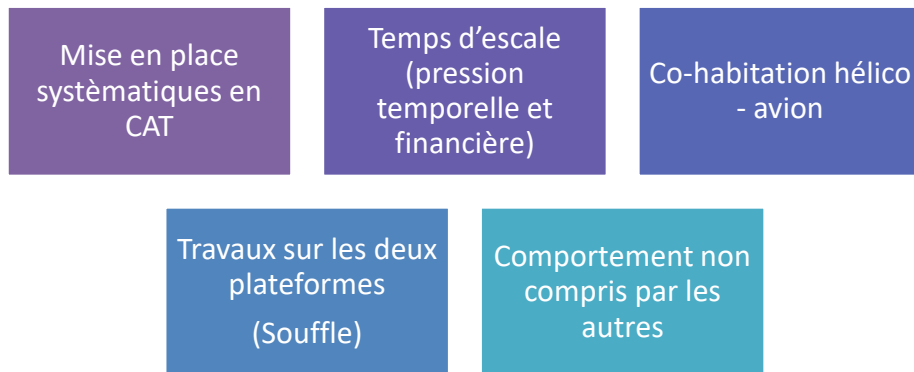 Mise en place
systèmatiques en
CAT
Temps d’escale
(pression
temporelle et
financière)
Co-habitation hélico
- avion
Travaux sur les deux
plateformes
(Souffle)
Comportement non
compris par les
autres